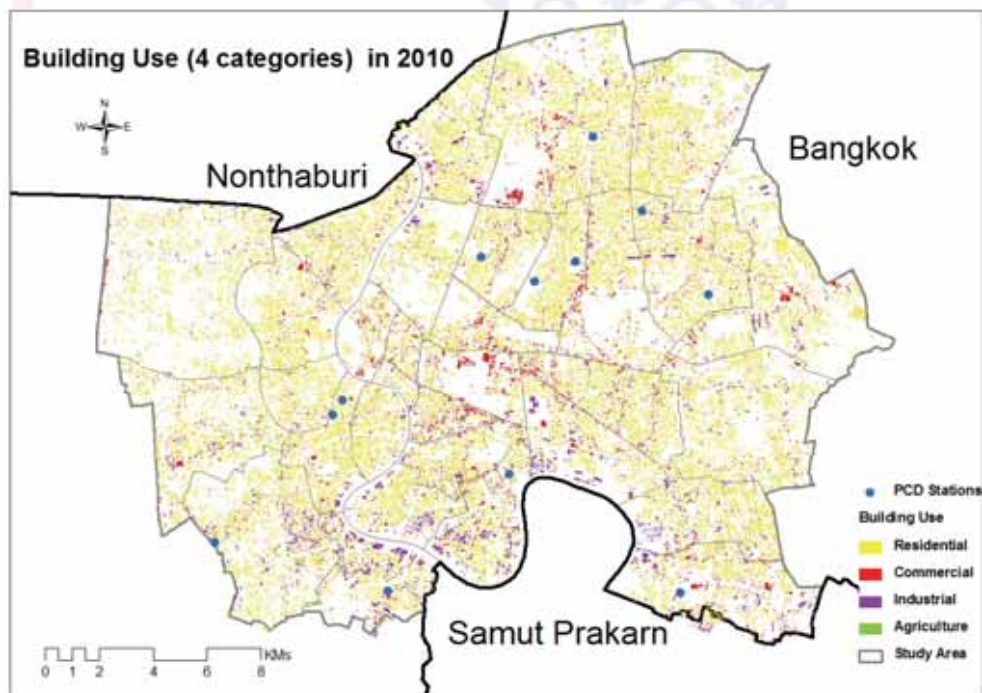 Building Use (4 categories) in 2010
N
W E
S
Nonthaburi
Bangkok
PCD Stations
Building Use
Residential
Commercial
Industrial
Agriculture
Study Area
Samut Prakarn
KMs
0 1 2 4 6 8